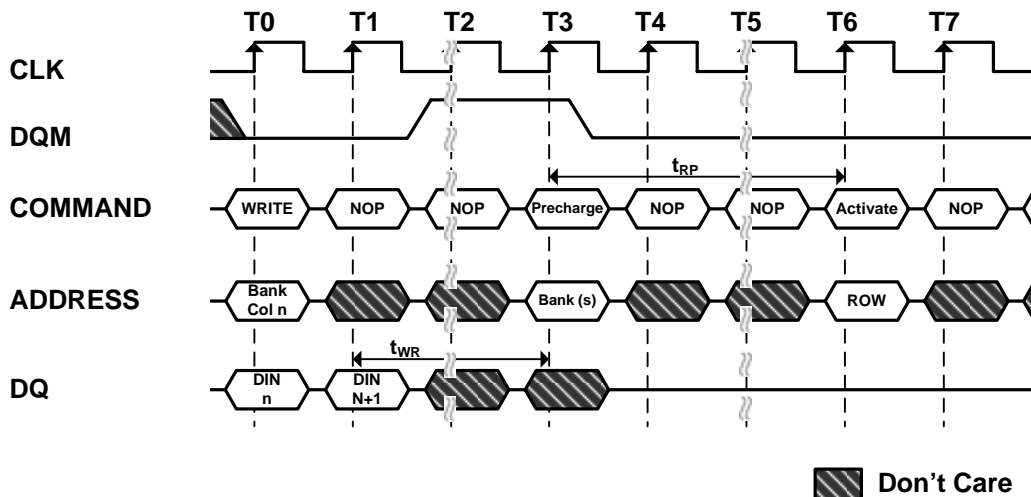 T0 T1 T2 T3 T4 T5 T6 T7
CLK
DQM
tRP
COMMAND WRITE NOP NOP Precharge NOP NOP Activate NOP
ADDRESS Bank Col n Bank (s) ROW
tWR
DQ DIN n DIN N+1
Don't Care